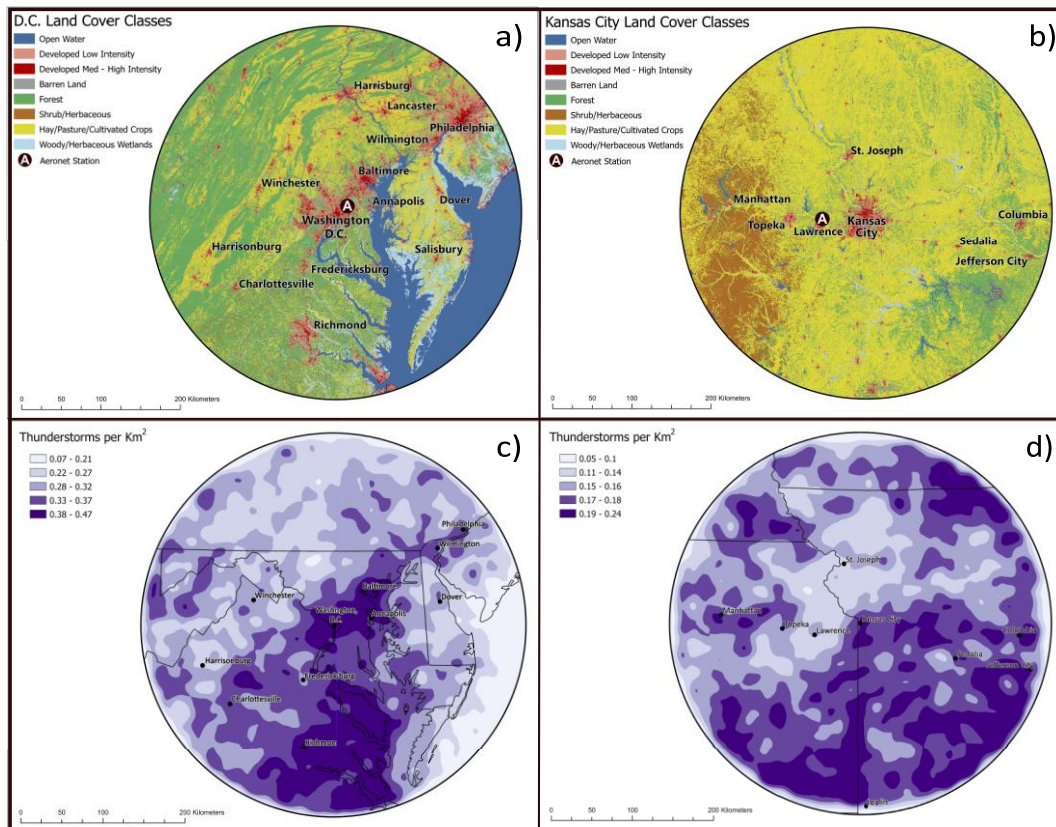 D.C. Land Cover Classes
a)
Open Water
Developed Low Intensity
Developed Med - High Intensity
Barren Land
Forest
Shrub/Herbaceous
Hay/Pasture/Cultivated Crops
Woody/Herbaceous Wetlands
A Aeronet Station
Harrisburg
Lancaster
Philadelphia
Wilmington
Baltimore
Winchester
A
Annapolis
Dover
Washington
D.C.
Harrisonburg
Salisbury
Fredericksburg
Charlottesville
Richmond
0 50 100 200 Kilometers
Kansas City Land Cover Classes
b)
Open Water
Developed Low Intensity
Developed Med - High Intensity
Barren Land
Forest
Shrub/Herbaceous
Hay/Pasture/Cultivated Crops
Woody/Herbaceous Wetlands
A Aeronet Station
St. Joseph
Manhattan
Topeka
A
Lawrence
Kansas
City
Columbia
Sedalia
Jefferson City
0 50 100 200 Kilometers
Thunderstorms per Km2
c)
0.07 - 0.21
0.22 - 0.27
0.28 - 0.32
0.33 - 0.37
0.38 - 0.47
Philadelphia
Wilmington
Baltimore
Winchester
Dover
Washington,
D.C.
Annapolis
Harrisonburg
Fredericksburg
Charlottesville
Richmon
0 50 100 200 Kilometers
Thunderstorms per Km2
d)
0.05 - 0.1
0.11 - 0.14
0.15 - 0.16
0.17 - 0.18
0.19 - 0.24
St. Joseph
Manhattan
Topeka
Lawrence
Kansas City
Columbia
Sedalia
Jefferson City
Joplin
0 50 100 200 Kilometers